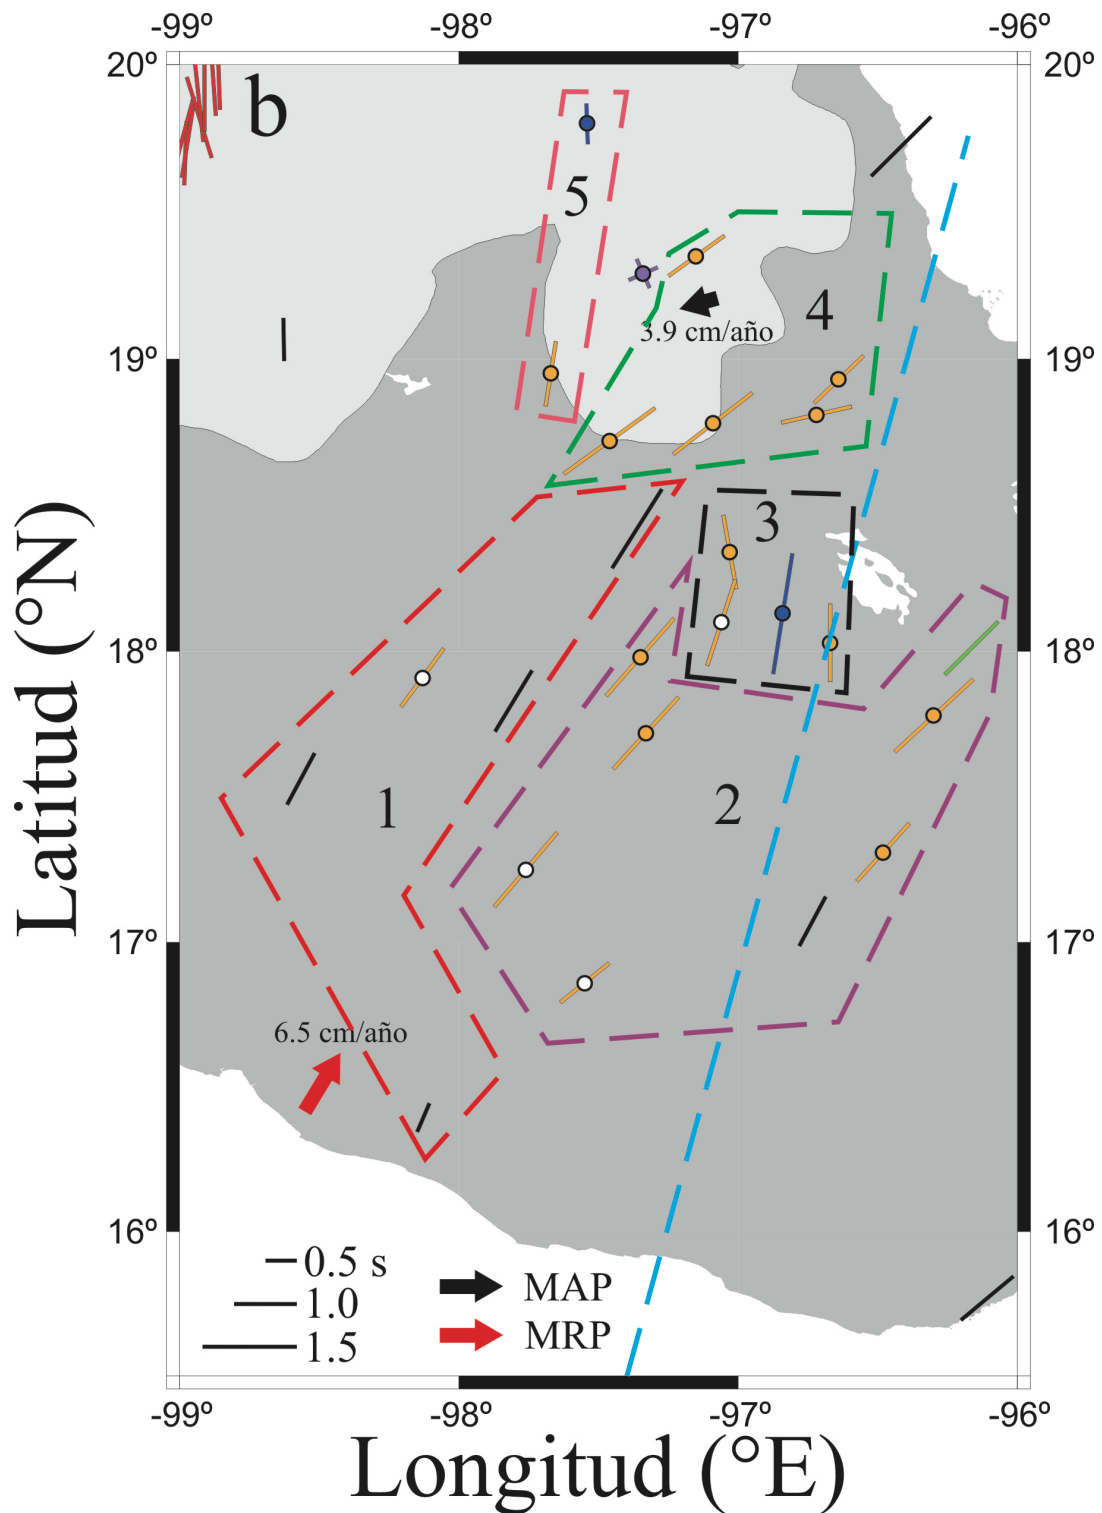 -99º -98º -97º -96º
20º 20º
b
5
4
3.9 cm/año
19º 19º
3
18º 18º
1 2
17º 17º
6.5 cm/año
16º 16º
0.5 s
1.0
1.5
MAP
MRP
-99º -98º -97º -96º
Latitud (°N)
Longitud (°E)